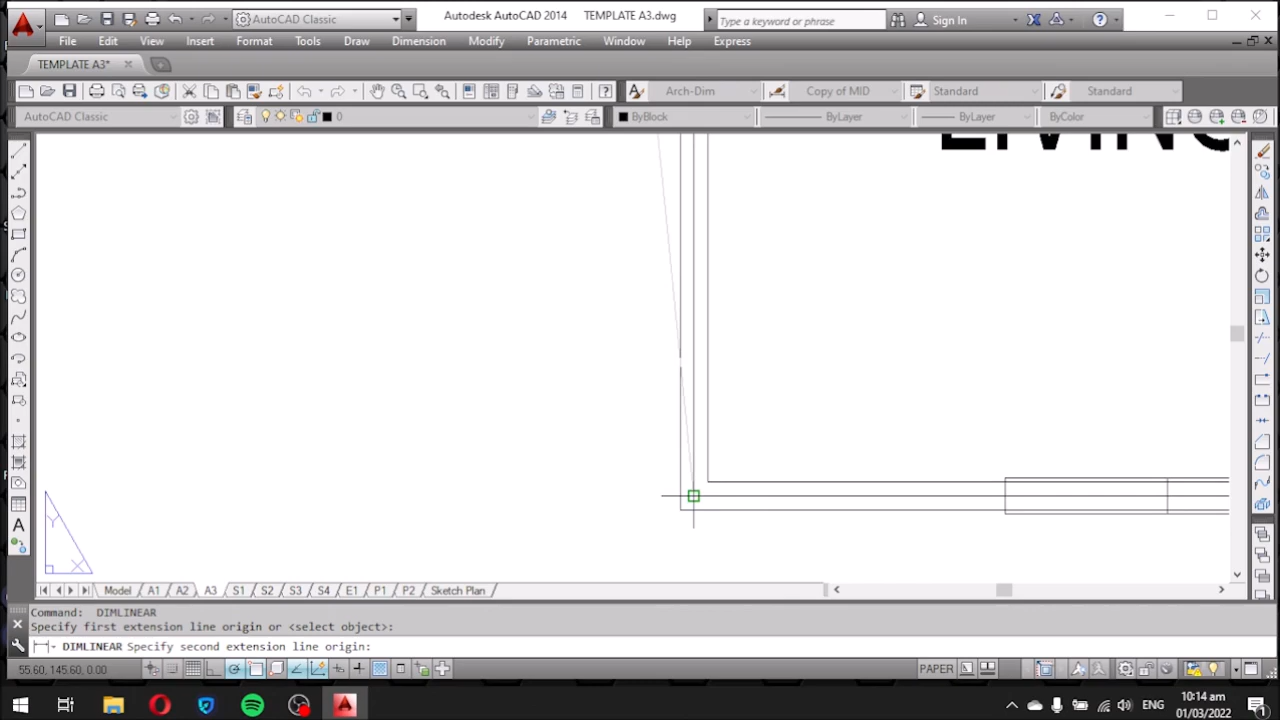 AutoCAD Classic
Autodesk AutoCAD 2014 TEMPLATE A3.dwg
Type a keyword or phrase
Sign In
File Edit View Insert Format Tools Draw Dimension Modify Parametric Window Help Express
TEMPLATE A3*
Arch-Dim
Copy of MID
Standard
Standard
AutoCAD Classic
0
ByBlock
ByLayer
ByLayer
ByColor
LIVING
Y
X
Model A1 A2 A3 S1 S2 S3 S4 E1 P1 P2 Sketch Plan
Command: DIMLINEAR
Specify first extension line origin or <select object>:
DIMLINEAR Specify second extension line origin:
55.60, 145.60, 0.00
PAPER
ENG
10:14 am
01/03/2022
1